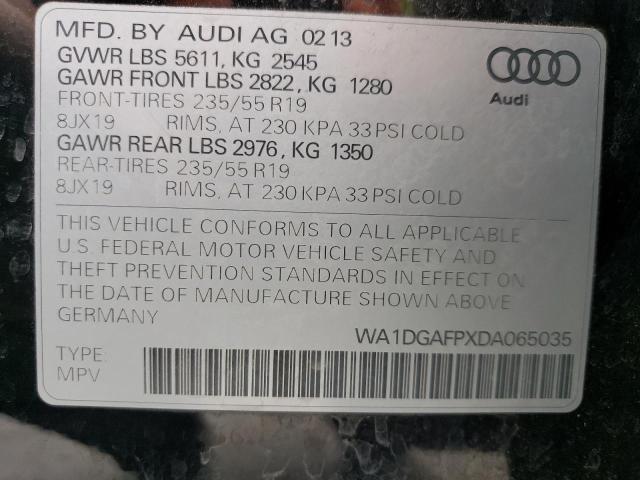 MFD. BY AUDI AG 02 13
GVWR LBS 5611, KG 2545
GAWR FRONT LBS 2822, KG 1280
FRONT-TIRES 235/55 R19
8JX19 RIMS, AT 230 KPA 33 PSI COLD
GAWR REAR LBS 2976, KG 1350
REAR-TIRES 235/55 R19
8JX19 RIMS, AT 230 KPA 33 PSI COLD
Audi
THIS VEHICLE CONFORMS TO ALL APPLICABLE
U.S. FEDERAL MOTOR VEHICLE SAFETY AND
THEFT PREVENTION STANDARDS IN EFFECT ON
THE DATE OF MANUFACTURE SHOWN ABOVE
GERMANY
WA1DGAFPXDA065035
TYPE:
MPV